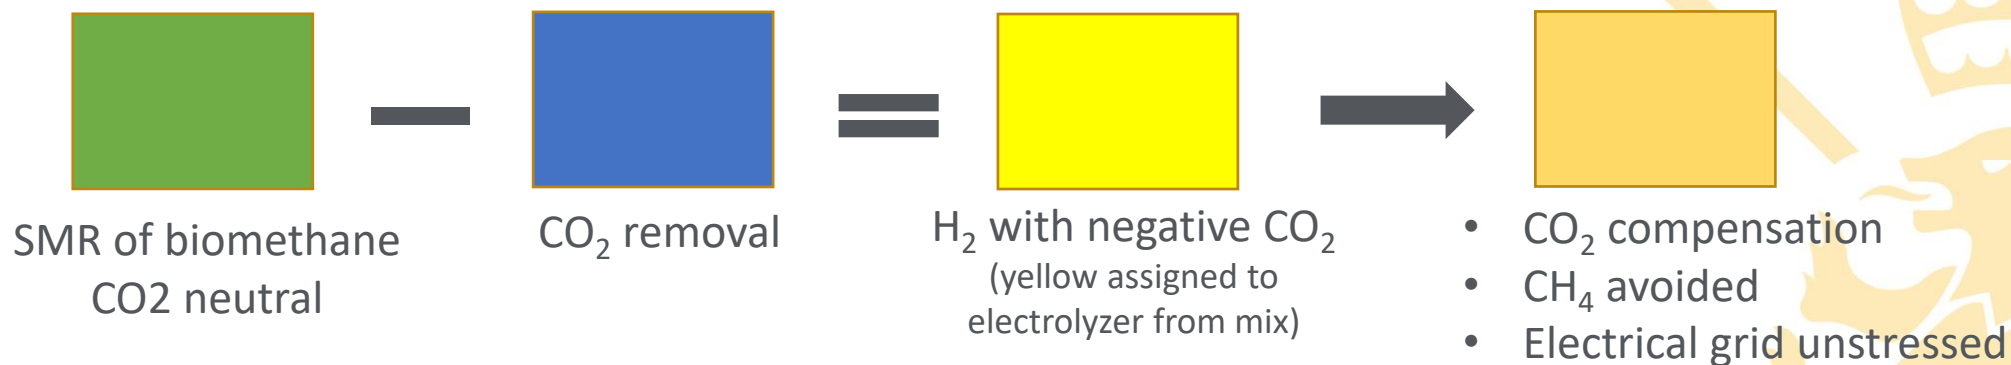 SMR of biomethane
CO2 neutral
CO₂ removal
H₂ with negative CO₂
(yellow assigned to
electrolyzer from mix)
• CO₂ compensation
• CH₄ avoided
• Electrical grid unstressed